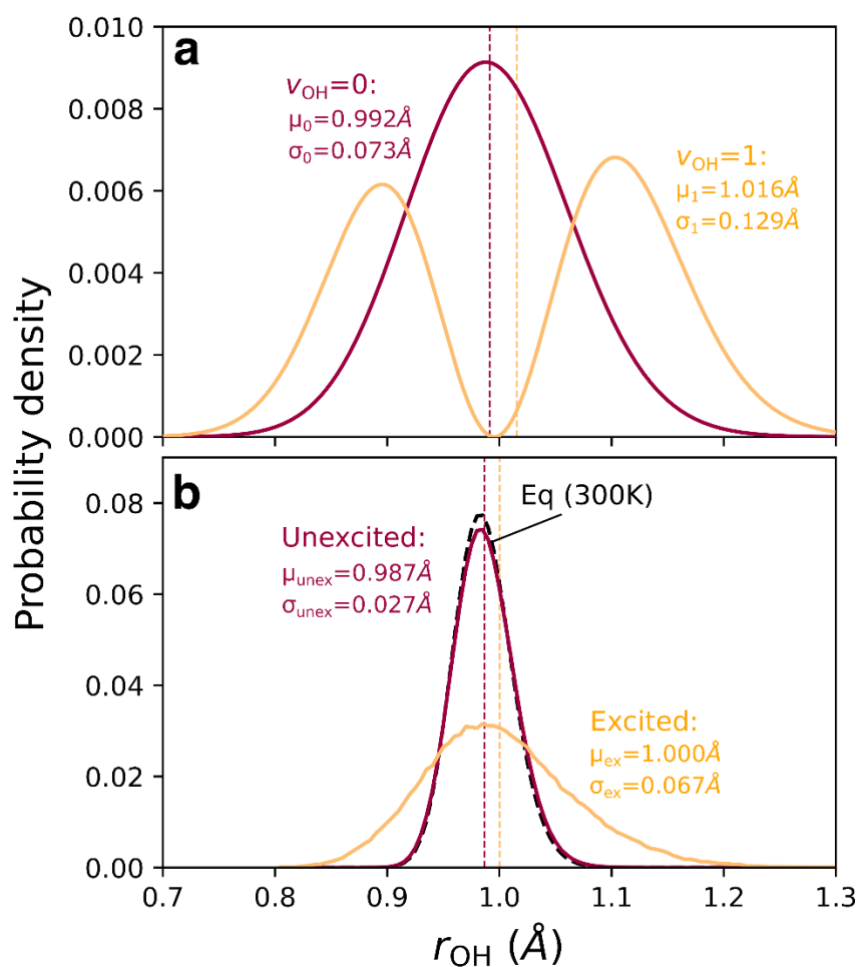 Probability density
a
0.010
0.008
0.006
0.004
0.002
0.000
νOH=0:
μ0=0.992Å
σ0=0.073Å
νOH=1:
μ1=1.016Å
σ1=0.129Å
b
0.08
0.06
0.04
0.02
0.00
Eq (300K)
Unexcited:
μunex=0.987Å
σunex=0.027Å
Excited:
μex=1.000Å
σex=0.067Å
0.7 0.8 0.9 1.0 1.1 1.2 1.3
rOH (Å)